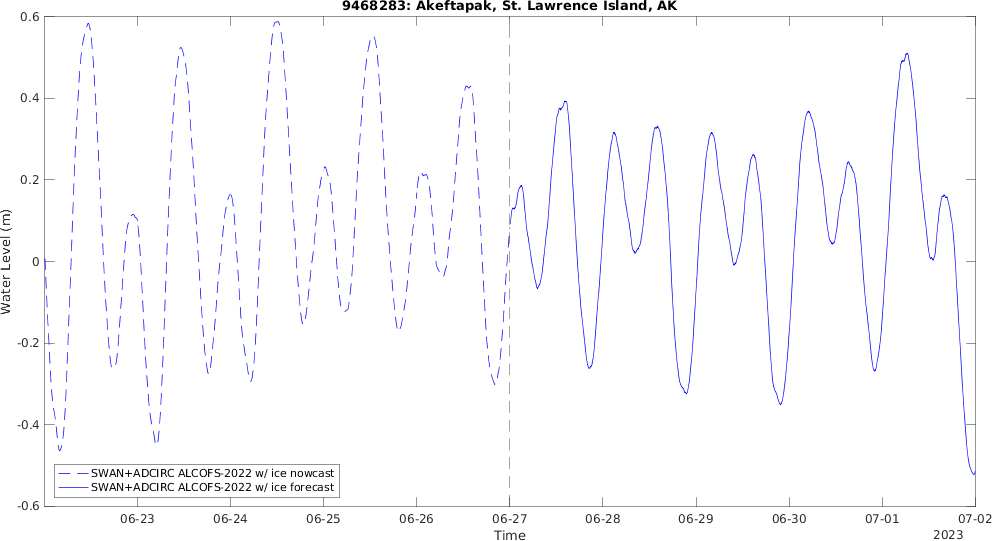 9468283: Akeftapak, St. Lawrence Island, AK
0.6
0.4
0.2
0
-0.2
-0.4
-0.6
Water Level (m)
SWAN+ADCIRC ALCOFS-2022 w/ ice nowcast
SWAN+ADCIRC ALCOFS-2022 w/ ice forecast
06-23 06-24 06-25 06-26 06-27 06-28 06-29 06-30 07-01 07-02
Time
2023